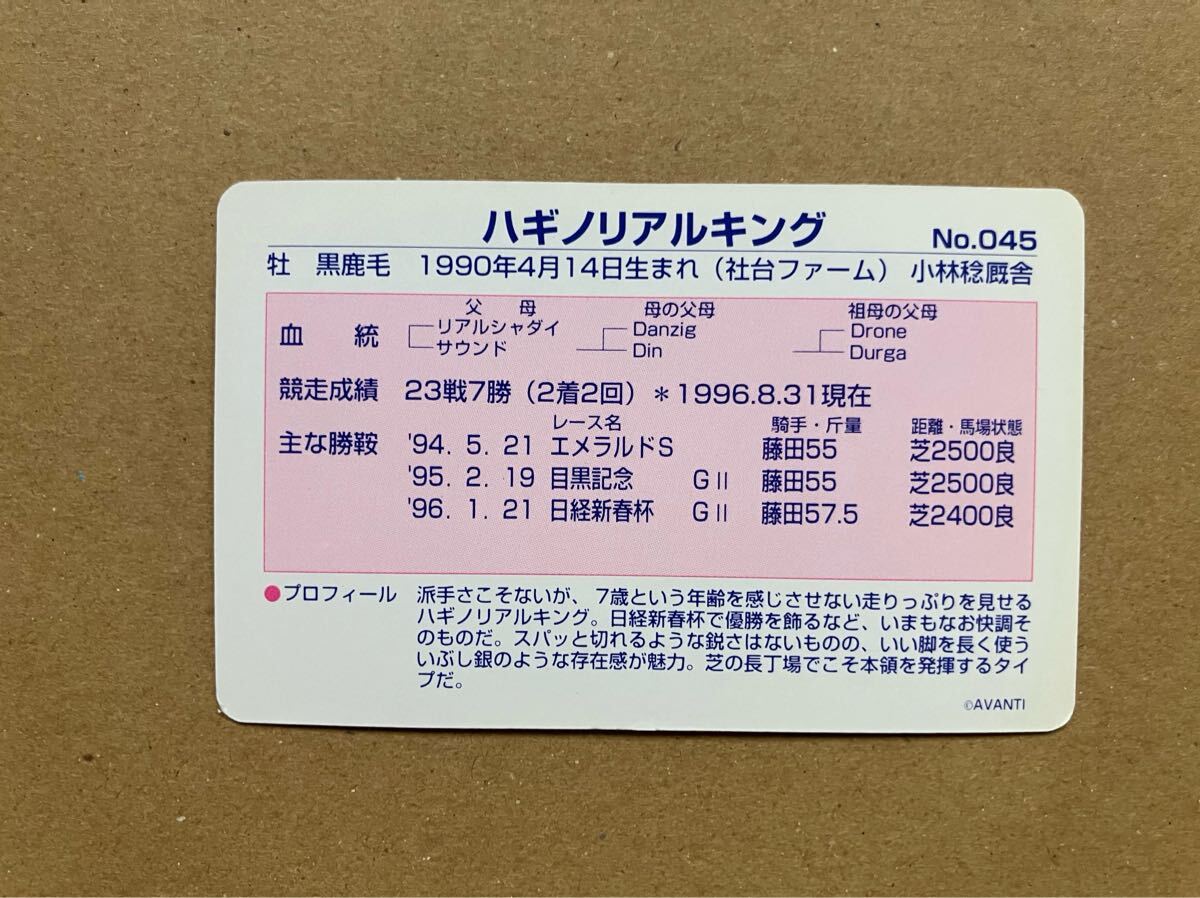 ハギノリアルキング No.045
牡 黒鹿毛 1990年4月14日生まれ（社台ファーム） 小林稔厩舎
父 母 母の父母 祖母の父母
血 統 リアルシャダイ Danzig Drone
サウンド Din Durga
競走成績 23戦7勝（2着2回）＊1996.8.31現在
レース名 騎手・斤量 距離・馬場状態
主な勝鞍 '94. 5. 21 エメラルドS 藤田55 芝2500良
'95. 2. 19 目黒記念 GⅡ 藤田55 芝2500良
'96. 1. 21 日経新春杯 GⅡ 藤田57.5 芝2400良
●プロフィール 派手さこそないが、7歳という年齢を感じさせない走りっぷりを見せる
ハギノリアルキング。日経新春杯で優勝を飾るなど、いまもなお快調そ
のものだ。スパッと切れるような鋭さはないものの、いい脚を長く使う
いぶし銀のような存在感が魅力。芝の長丁場でこそ本領を発揮するタイ
プだ。
©AVANTI